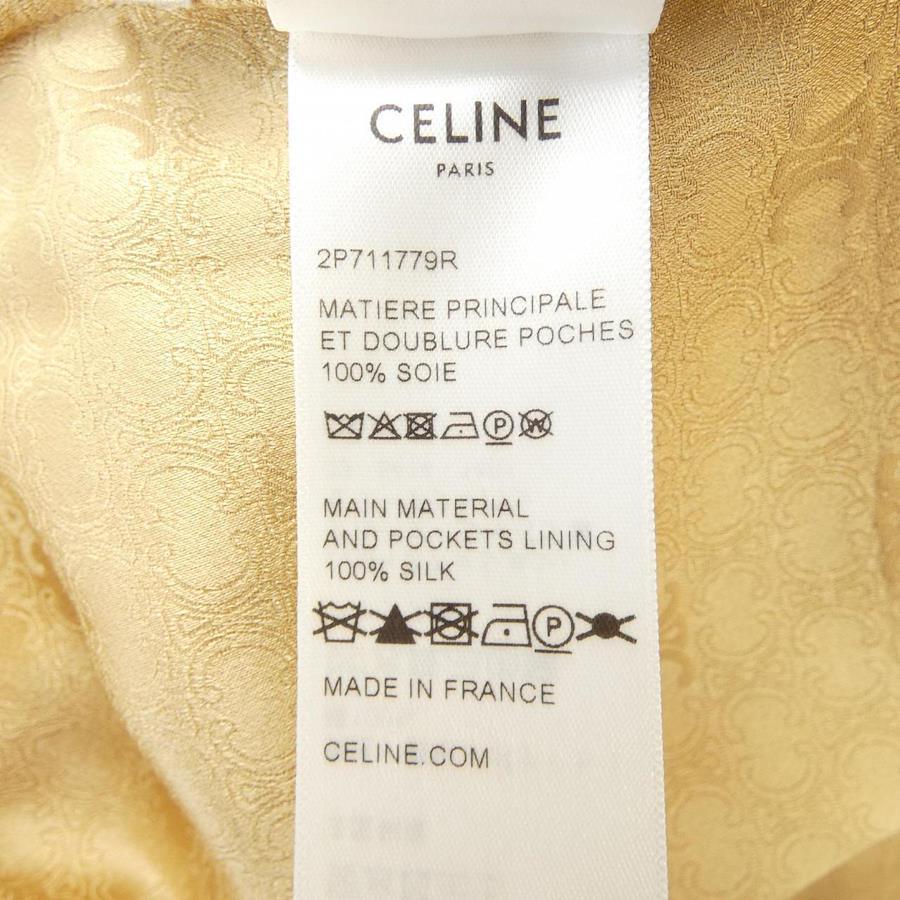 CELINE
PARIS
2P711779R
MATIERE PRINCIPALE
ET DOUBLURE POCHES
100% SOIE
P W
MAIN MATERIAL
AND POCKETS LINING
100% SILK
P
MADE IN FRANCE
CELINE.COM